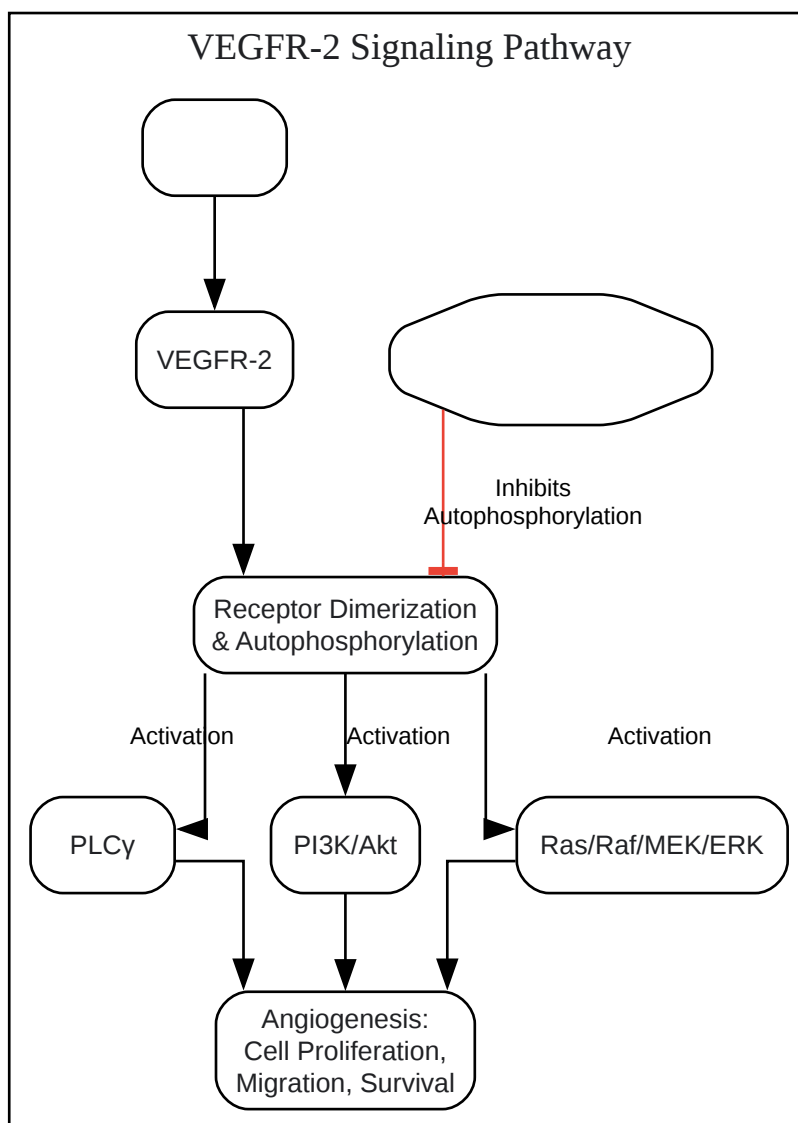 VEGFR-2 Signaling Pathway
VEGFR-2
Inhibits
Autophosphorylation
Receptor Dimerization
& Autophosphorylation
Activation
Activation
Activation
PLCγ
PI3K/Akt
Ras/Raf/MEK/ERK
Angiogenesis:
Cell Proliferation,
Migration, Survival